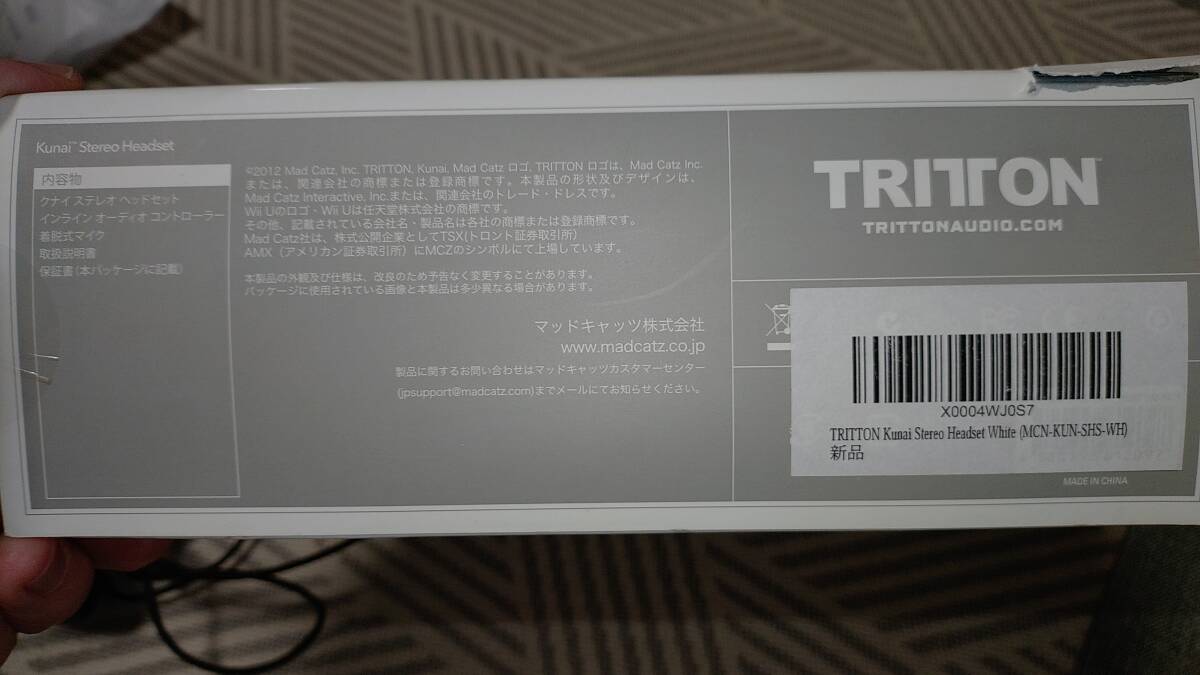 Kunai™ Stereo Headset
内容物
クナイ ステレオ ヘッドセット
インライン オーディオ コントローラー
着脱式マイク
取扱説明書
保証書(本パッケージに記載)
©2012 Mad Catz, Inc. TRITTON, Kunai, Mad Catz ロゴ, TRITTON ロゴは、Mad Catz Inc.
または、関連会社の商標または登録商標です。本製品の形状及びデザインは、
Mad Catz Interactive, Inc.または、関連会社のトレード・ドレスです。
Wii Uのロゴ・Wii Uは任天堂株式会社の商標です。
その他、記載されている会社名・製品名は各社の商標または登録商標です。
Mad Catz社は、株式公開企業としてTSX(トロント証券取引所)
AMX（アメリカン証券取引所）にMCZのシンボルにて上場しています。
本製品の外観及び仕様は、改良のため予告なく変更することがあります。
パッケージに使用されている画像と本製品は多少異なる場合があります。
マッドキャッツ株式会社
www.madcatz.co.jp
製品に関するお問い合わせはマッドキャッツカスタマーセンター
(jpsupport@madcatz.com)までメールにてお知らせください。
TRITTON™
TRITTONAUDIO.COM
X0004WJ0S7
TRITTON Kunai Stereo Headset White (MCN-KUN-SHS-WH)
新品
MADE IN CHINA